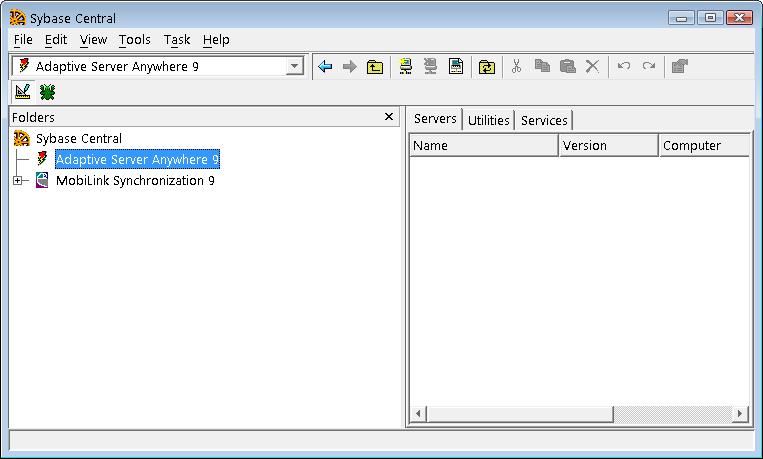 Sybase Central
File Edit View Tools Task Help
Adaptive Server Anywhere 9
Folders
Sybase Central
Adaptive Server Anywhere 9
MobiLink Synchronization 9
Servers Utilities Services
Name Version Computer